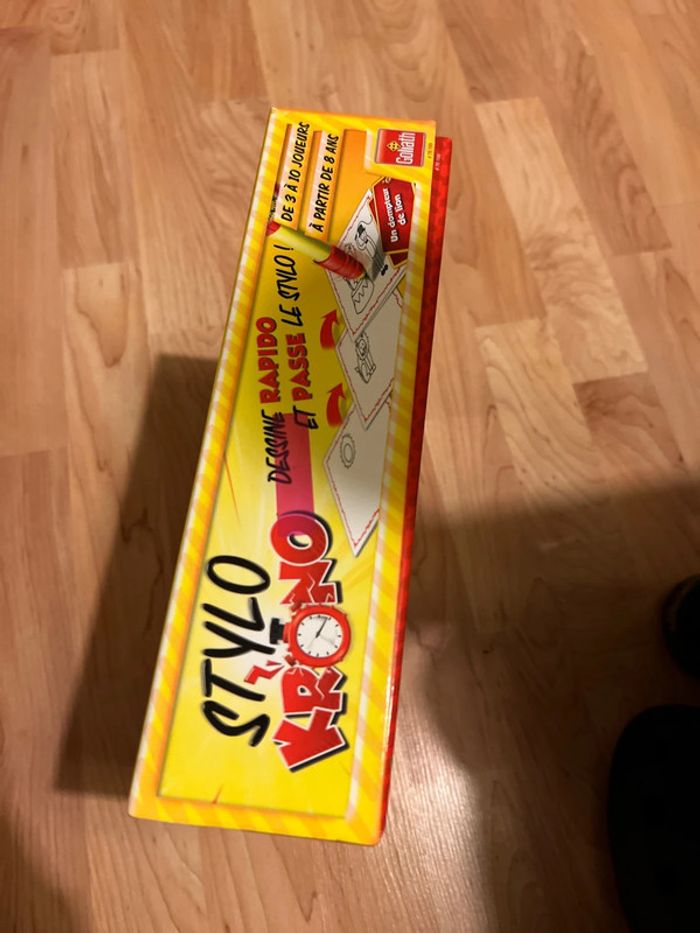 STYLO
KRONO
DESSINE RAPIDO
ET PASSE LE STYLO !
DE 3 À 10 JOUEURS
À PARTIR DE 8 ANS
Un dompteur
de lion
Goliath